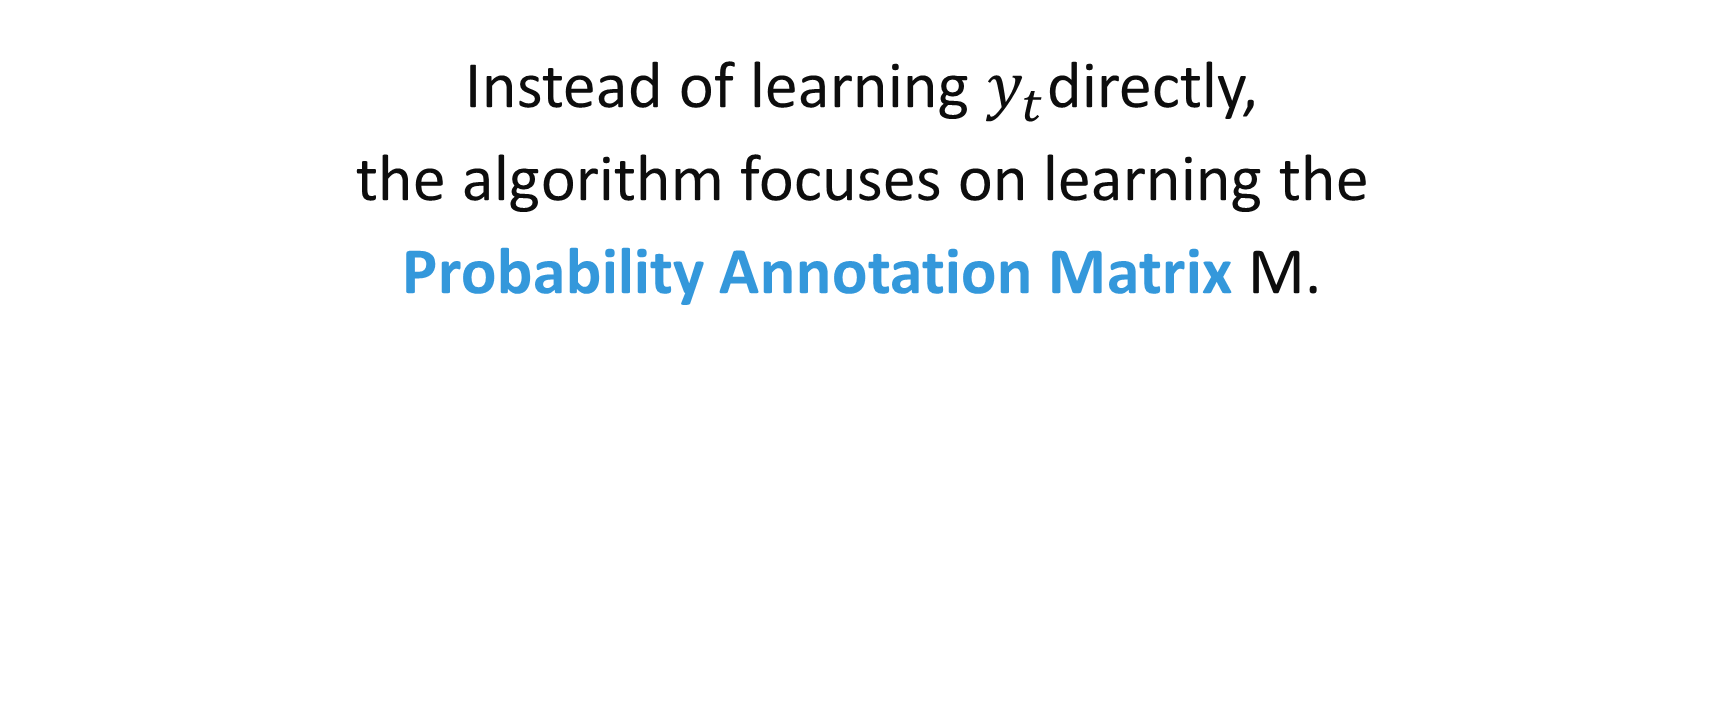 Instead of learning $y_t$ directly,
the algorithm focuses on learning the
Probability Annotation Matrix M.